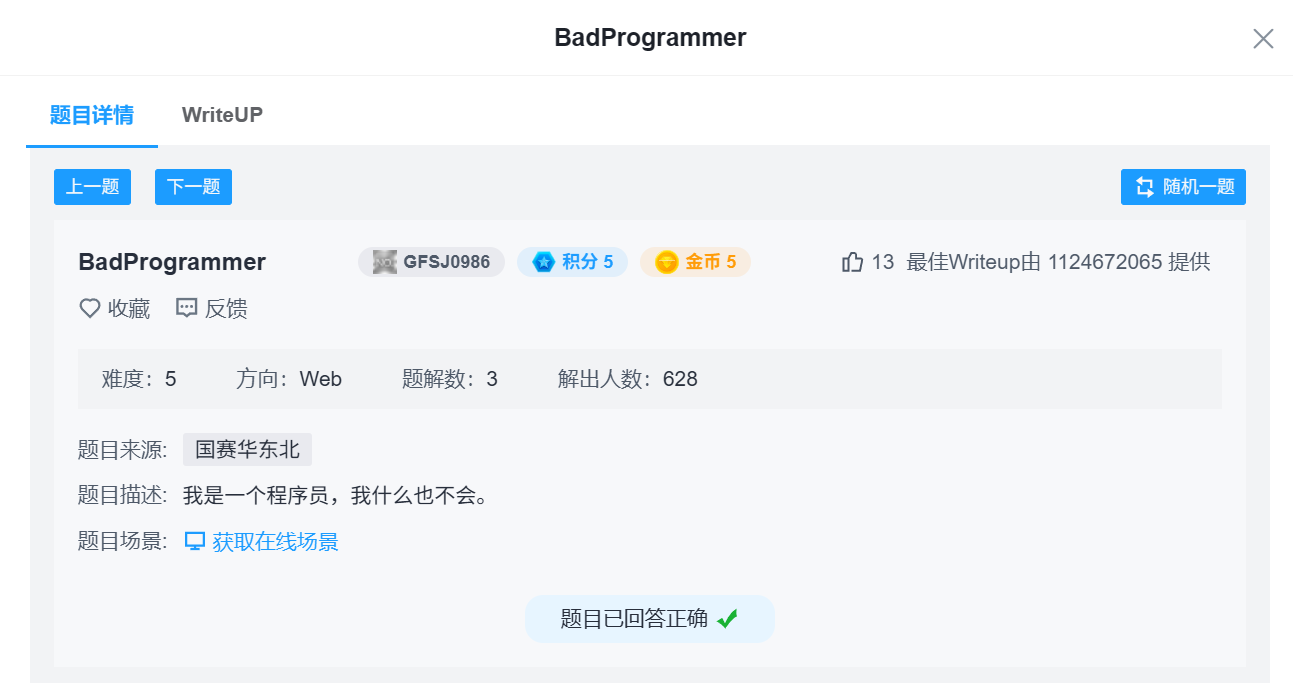 BadProgrammer
题目详情 WriteUP
上一题 下一题 随机一题
BadProgrammer GFSJ0986 积分 5 金币 5 13 最佳Writeup由 1124672065 提供
收藏 反馈
难度：5 方向：Web 题解数：3 解出人数：628
题目来源: 国赛华东北
题目描述: 我是一个程序员，我什么也不会。
题目场景: 获取在线场景
题目已回答正确